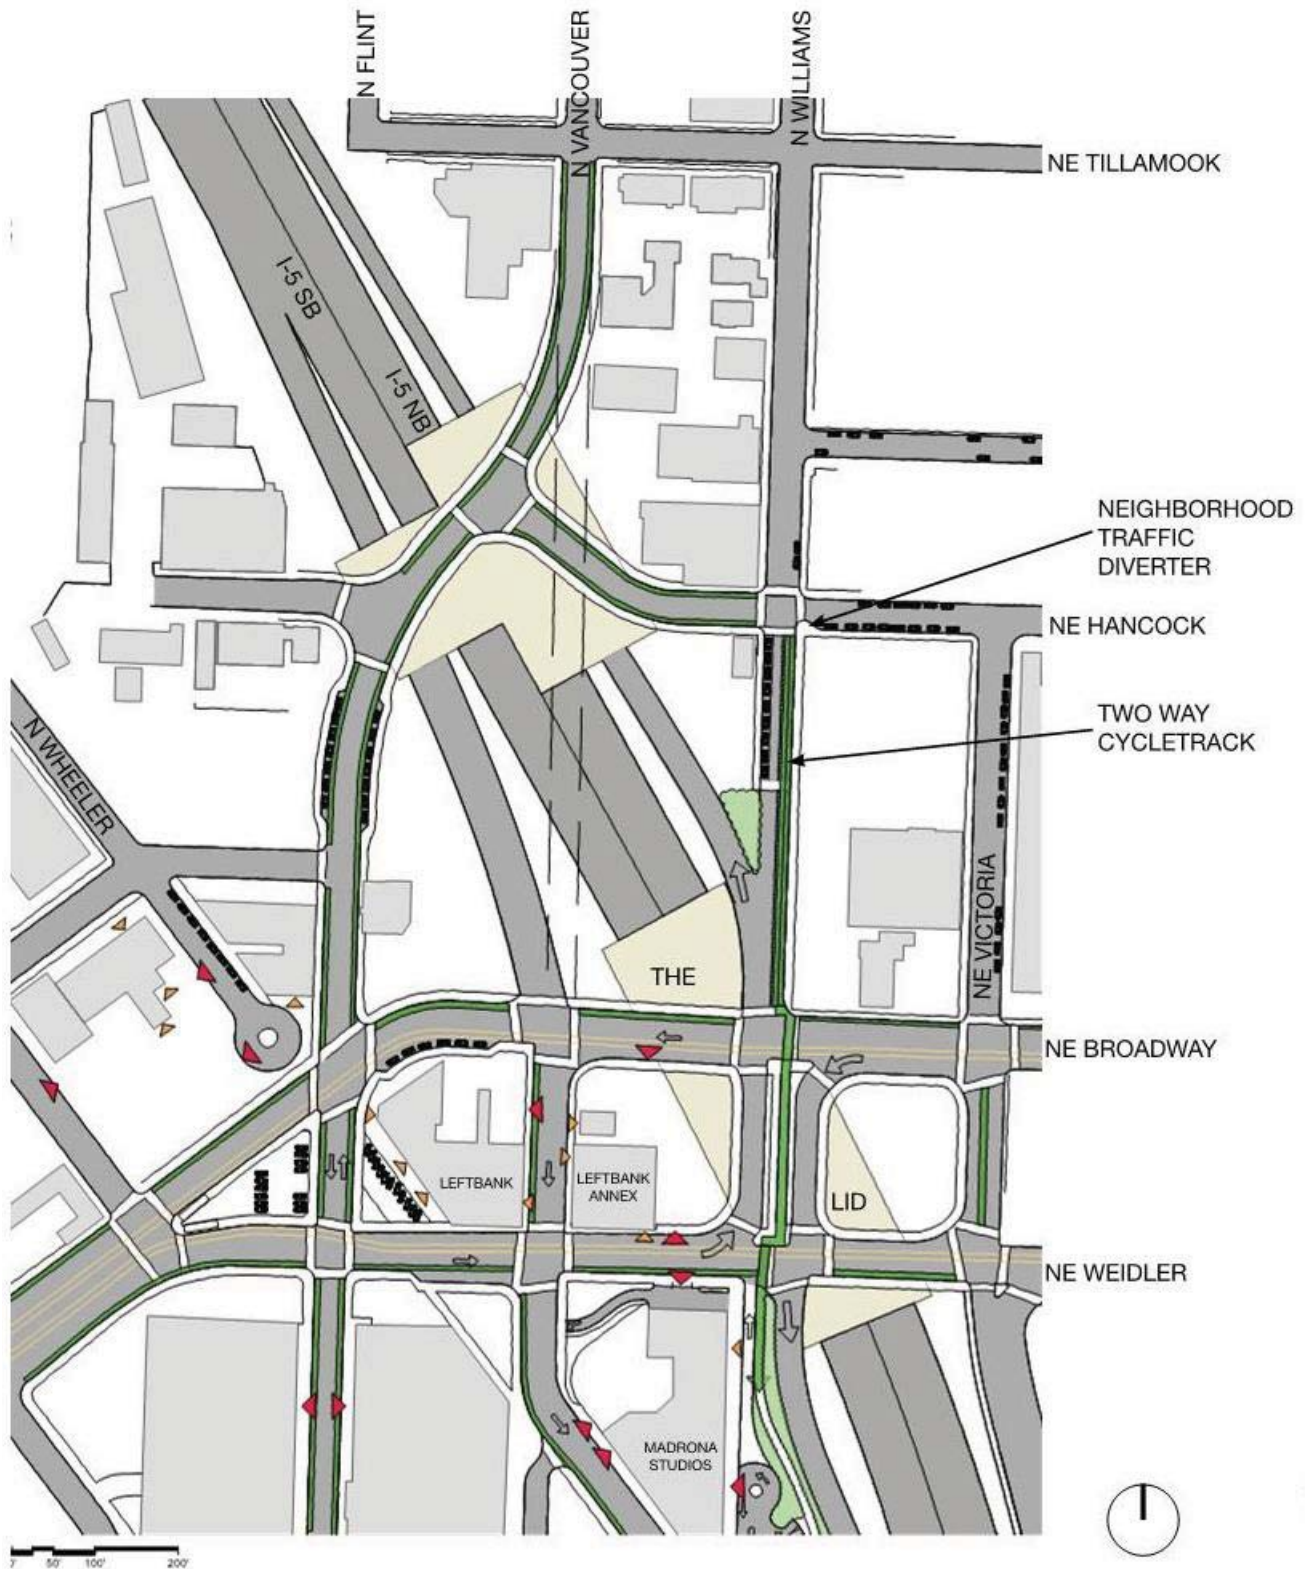 N FLINT
N VANCOUVER
N WILLIAMS
NE TILLAMOOK
I-5 SB
I-5 NB
NEIGHBORHOOD
TRAFFIC
DIVERTER
NE HANCOCK
TWO WAY
CYCLETRACK
N WHEELER
NE VICTORIA
THE
NE BROADWAY
LEFTBANK
LEFTBANK
ANNEX
LID
NE WEIDLER
MADRONA
STUDIOS
50' 100' 200'